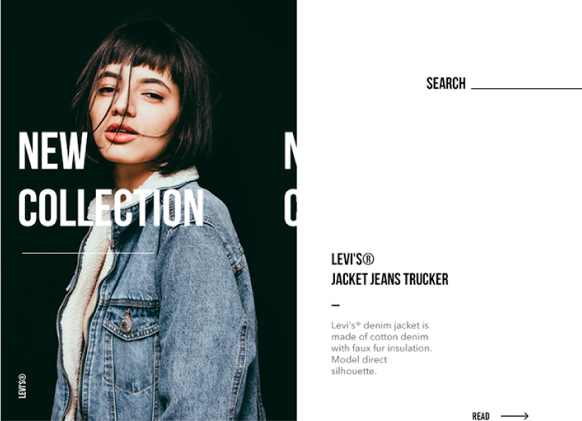 NEW
COLLECTION
N
C
LEVI'S®
SEARCH
LEVI'S®
JACKET JEANS TRUCKER
Levi's® denim jacket is
made of cotton denim
with faux fur insulation.
Model direct
silhouette.
READ